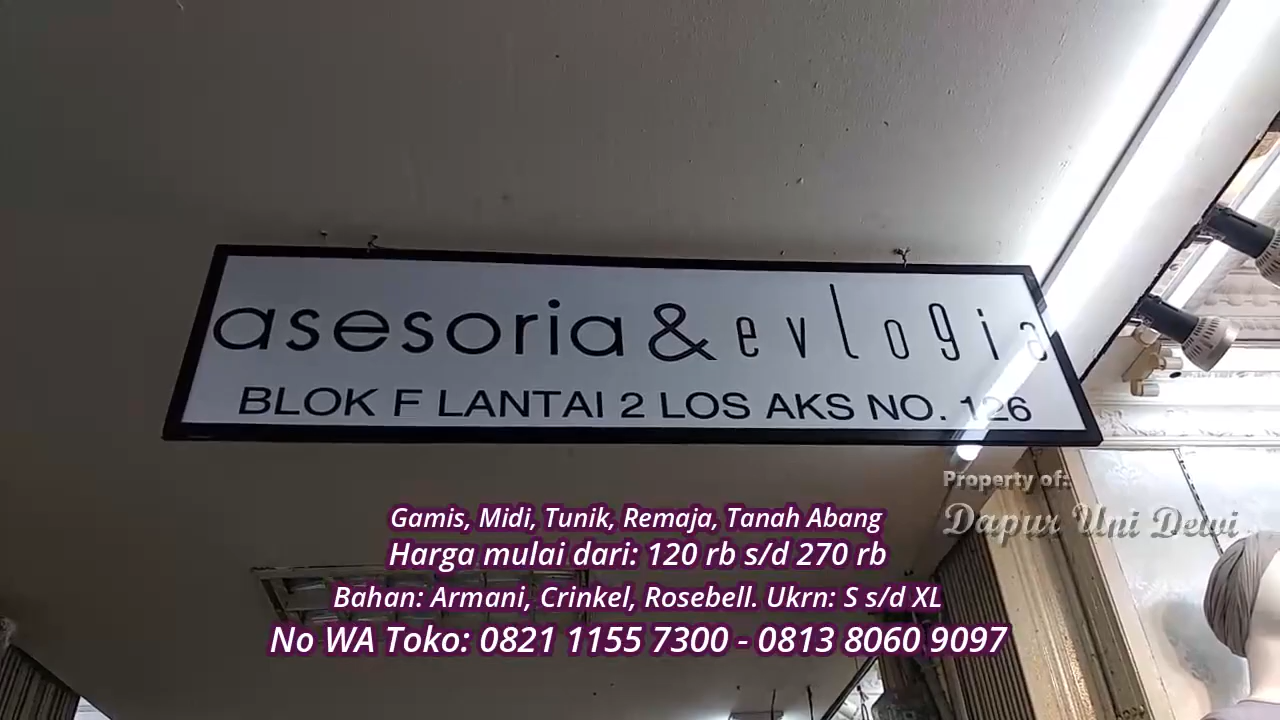 asesoria & evlogia
BLOK F LANTAI 2 LOS AKS NO. 126
Property of:
Dapur Uni Dewi
Gamis, Midi, Tunik, Remaja, Tanah Abang
Harga mulai dari: 120 rb s/d 270 rb
Bahan: Armani, Crinkel, Rosebell. Ukrn: S s/d XL
No WA Toko: 0821 1155 7300 - 0813 8060 9097